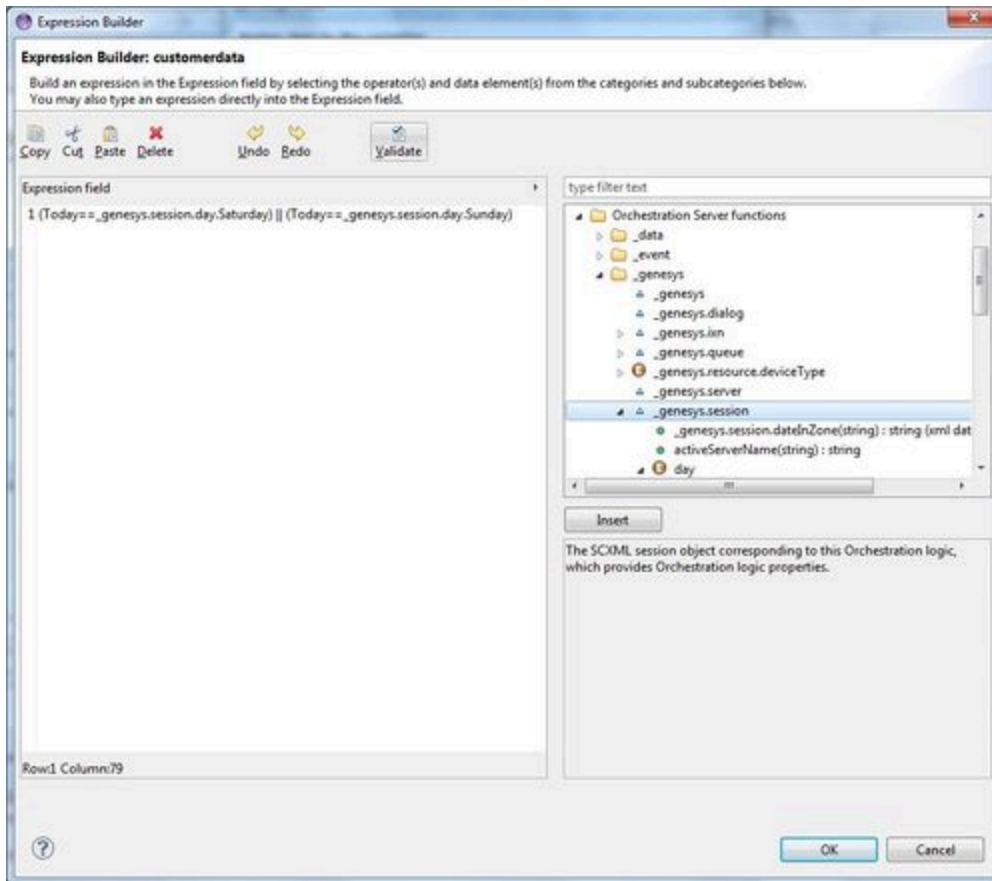 Expression Builder
Expression Builder: customerdata
Build an expression in the Expression field by selecting the operator(s) and data element(s) from the categories and subcategories below.
You may also type an expression directly into the Expression field.
Copy Cut Paste Delete Undo Redo Validate
Expression field
1 (Today==_genesys.session.day.Saturday) || (Today==_genesys.session.day.Sunday)
Row:1 Column:79
type filter text
Orchestration Server functions
_data
_event
_genesys
_genesys
_genesys.dialog
_genesys.ixn
_genesys.queue
_genesys.resource.deviceType
_genesys.server
_genesys.session
_genesys.session.dateInZone(string) : string (xml dat
activeServerName(string) : string
day
Insert
The SCXML session object corresponding to this Orchestration logic,
which provides Orchestration logic properties.
OK Cancel